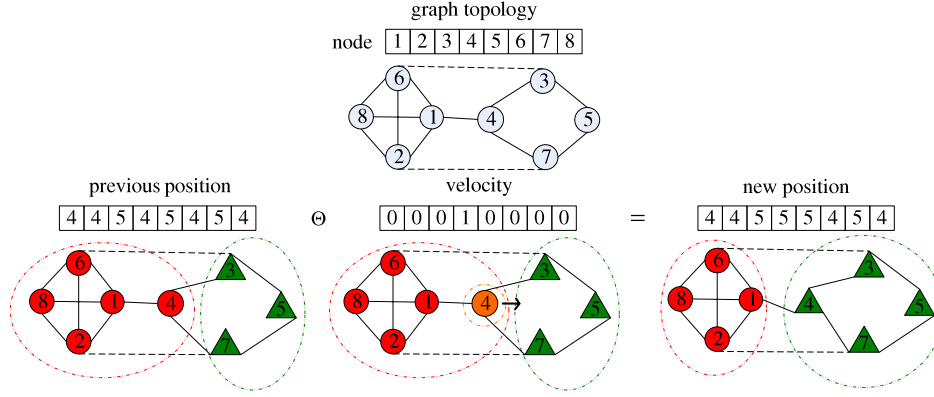 graph topology
node 1 2 3 4 5 6 7 8
6 3
8 1 4 5
2 7
previous position velocity new position
4 4 5 4 5 4 5 4 Θ 0 0 0 1 0 0 0 0 = 4 4 5 5 5 4 5 4
6 3 6 3 6 3
8 1 4 5 8 1 4 5 8 1 4 5
2 7 2 7 2 7